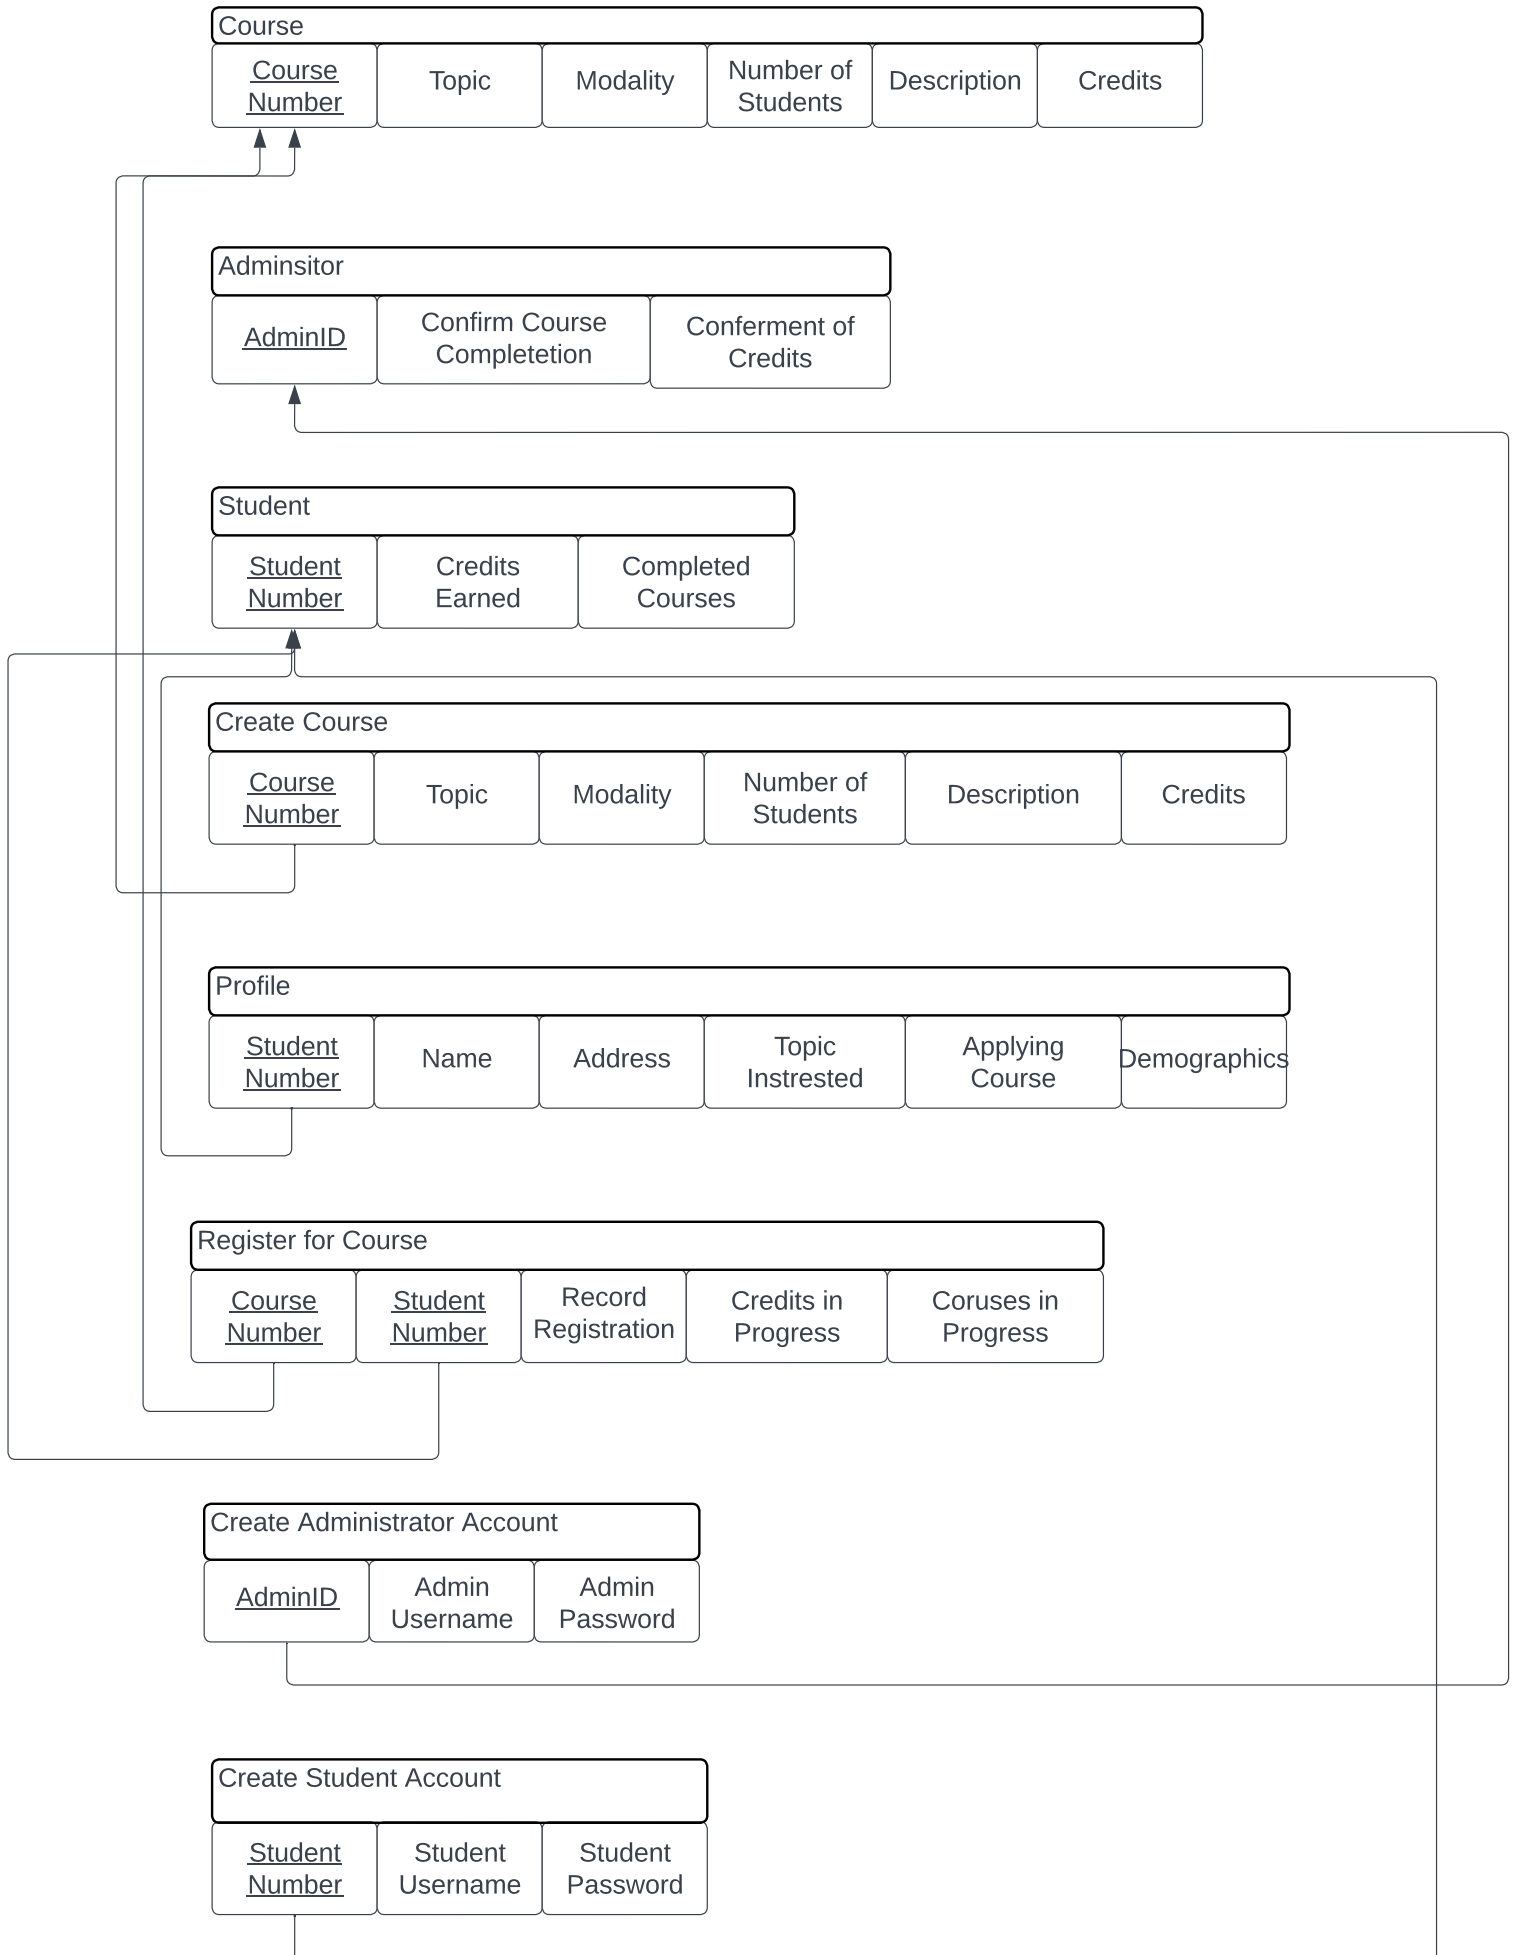 Course
Course
Number
Topic
Modality
Number of
Students
Description
Credits
Adminsitor
AdminID
Confirm Course
Completetion
Conferment of
Credits
Student
Student
Number
Credits
Earned
Completed
Courses
Create Course
Course
Number
Topic
Modality
Number of
Students
Description
Credits
Profile
Student
Number
Name
Address
Topic
Instrested
Applying
Course
Demographics
Register for Course
Course
Number
Student
Number
Record
Registration
Credits in
Progress
Coruses in
Progress
Create Administrator Account
AdminID
Admin
Username
Admin
Password
Create Student Account
Student
Number
Student
Username
Student
Password